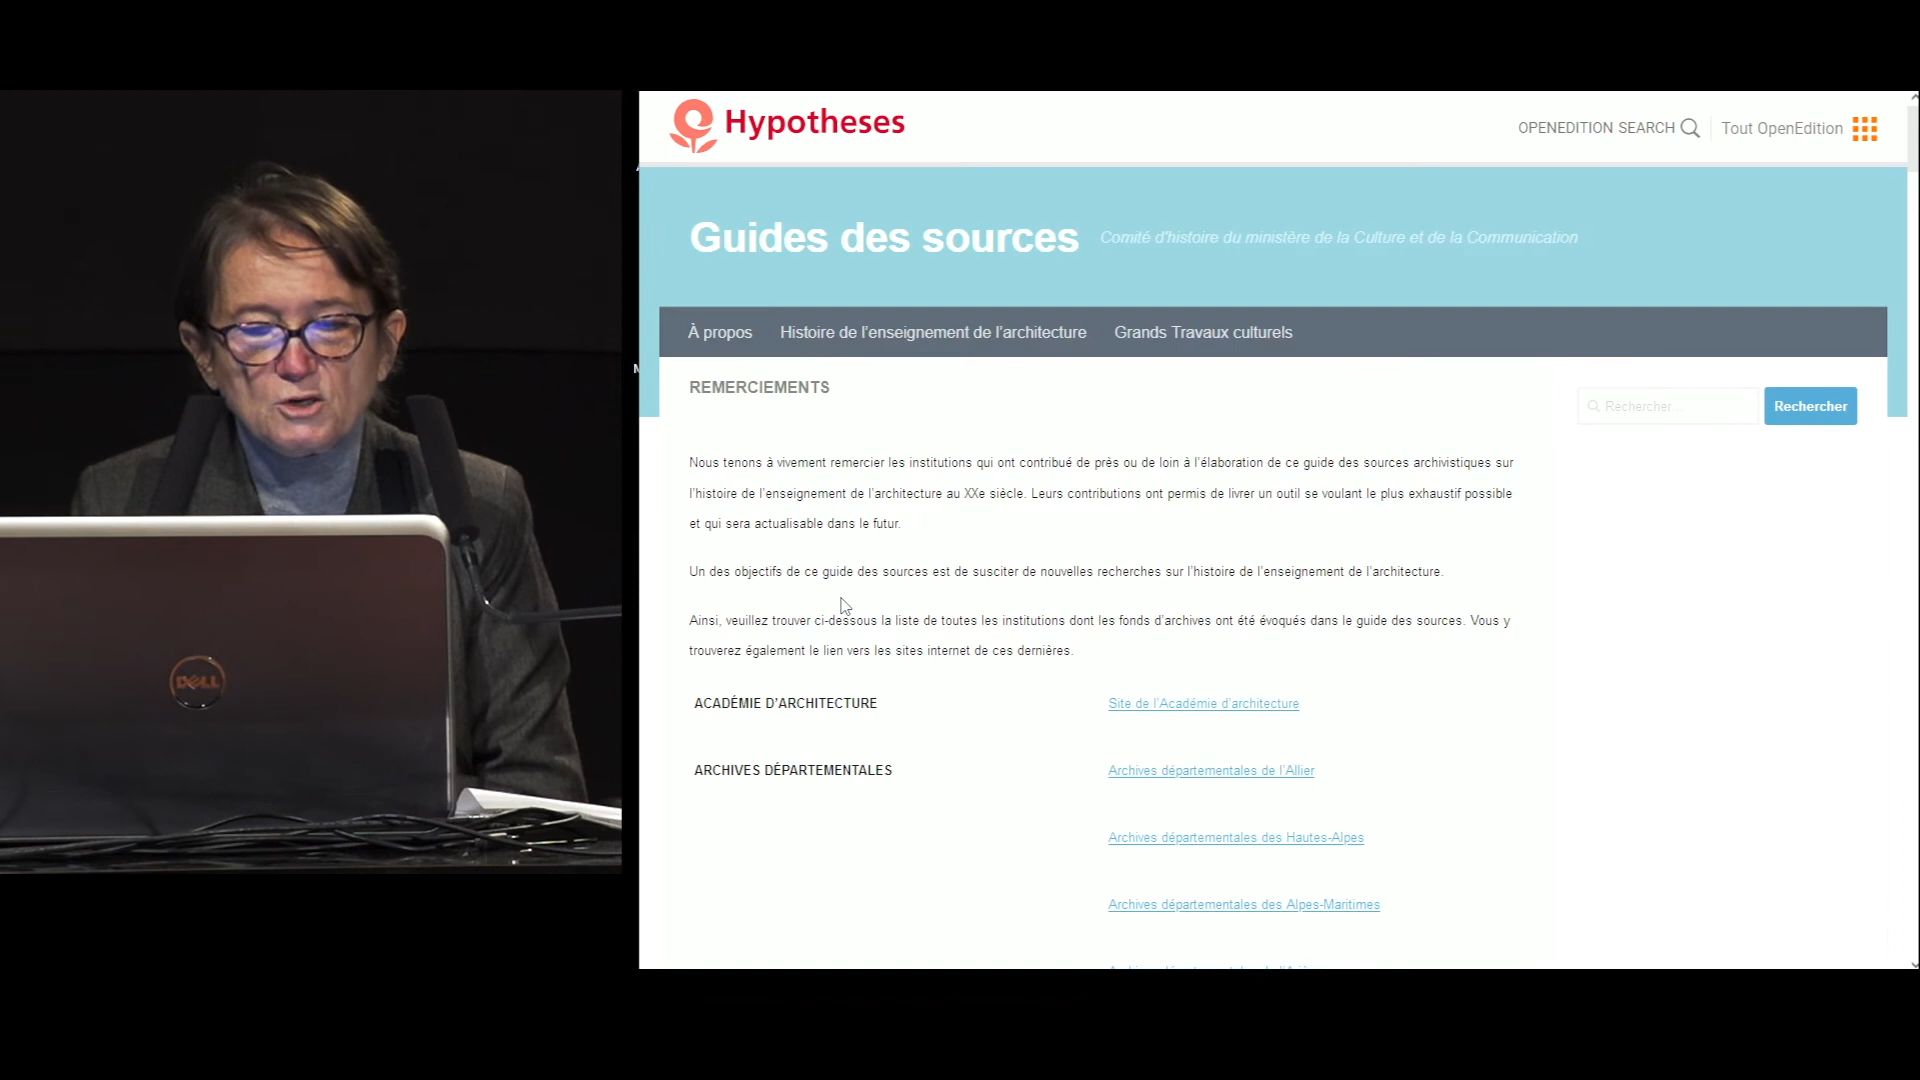 Hypotheses
OPENEDITION SEARCH
Tout OpenEdition
Guides des sources
Comité d'histoire du ministère de la Culture et de la Communication
À propos
Histoire de l'enseignement de l'architecture
Grands Travaux culturels
REMERCIEMENTS
Rechercher...
Rechercher
Nous tenons à vivement remercier les institutions qui ont contribué de près ou de loin à l'élaboration de ce guide des sources archivistiques sur
l'histoire de l'enseignement de l'architecture au XXe siècle. Leurs contributions ont permis de livrer un outil se voulant le plus exhaustif possible
et qui sera actualisable dans le futur.
Un des objectifs de ce guide des sources est de susciter de nouvelles recherches sur l'histoire de l'enseignement de l'architecture.
Ainsi, veuillez trouver ci-dessous la liste de toutes les institutions dont les fonds d'archives ont été évoqués dans le guide des sources. Vous y
trouverez également le lien vers les sites internet de ces dernières.
ACADÉMIE D'ARCHITECTURE
Site de l'Académie d'architecture
ARCHIVES DÉPARTEMENTALES
Archives départementales de l'Allier
Archives départementales des Hautes-Alpes
Archives départementales des Alpes-Maritimes
DELL